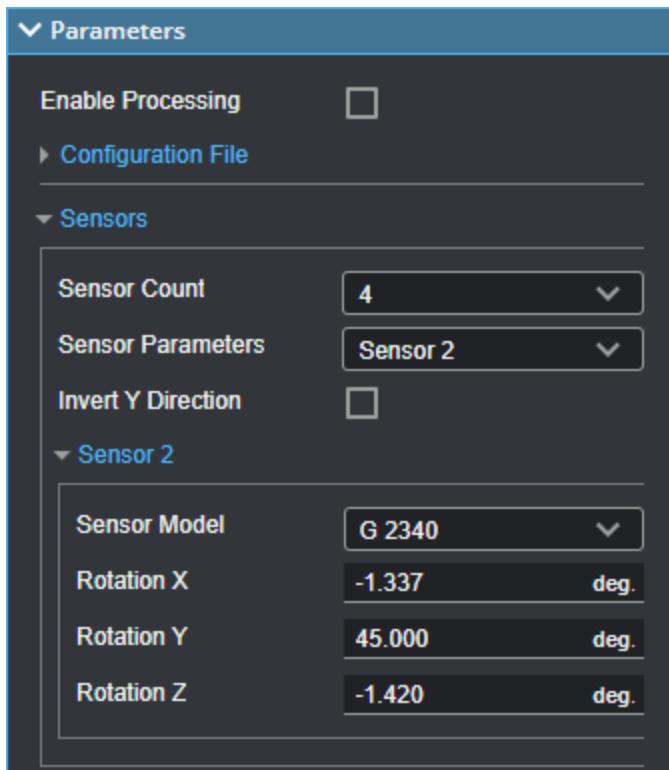 Parameters
Enable Processing
Configuration File
Sensors
Sensor Count 4
Sensor Parameters Sensor 2
Invert Y Direction
Sensor 2
Sensor Model G 2340
Rotation X -1.337 deg.
Rotation Y 45.000 deg.
Rotation Z -1.420 deg.